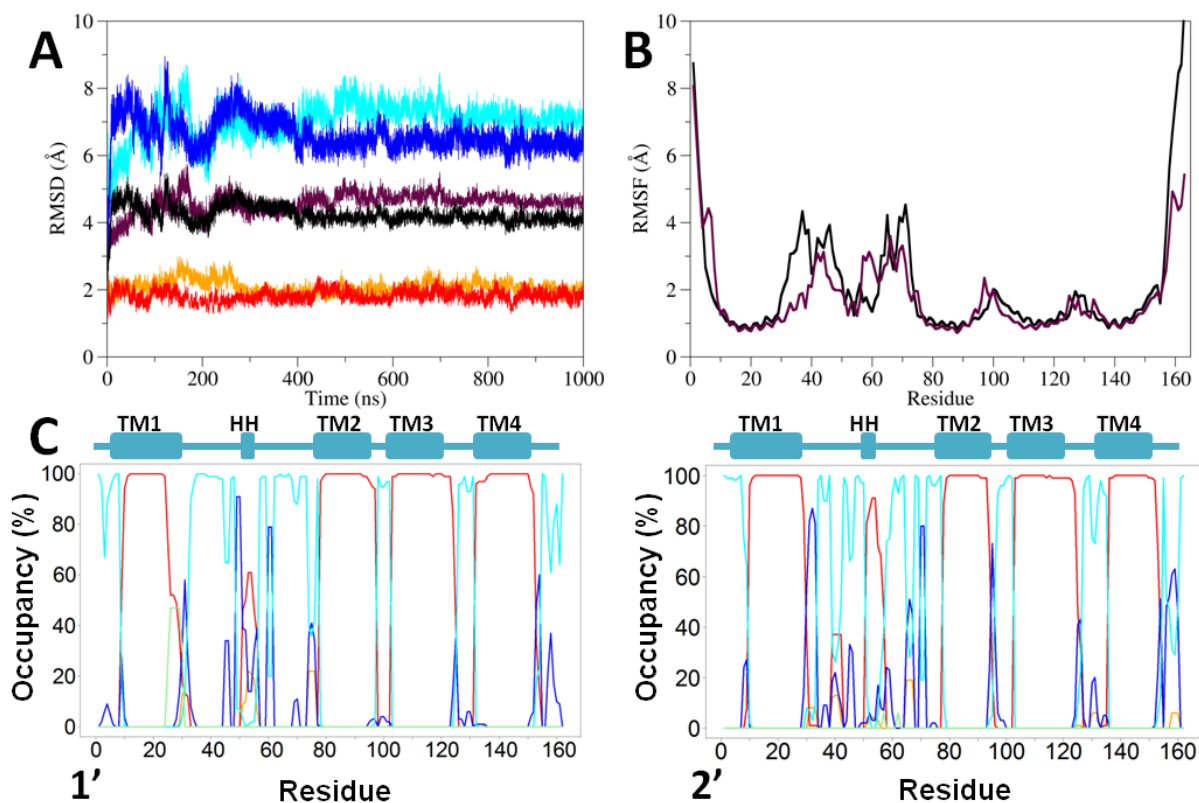 A
RMSD (Å)
10
8
6
4
2
0
0 200 400 600 800 1000
Time (ns)
B
RMSF (Å)
10
8
6
4
2
0
0 20 40 60 80 100 120 140 160
Residue
C
TM1 HH TM2 TM3 TM4
Occupancy (%)
100
80
60
40
20
0
0 20 40 60 80 100 120 140 160
1’ Residue
TM1 HH TM2 TM3 TM4
Occupancy (%)
100
80
60
40
20
0
0 20 40 60 80 100 120 140 160
2’ Residue